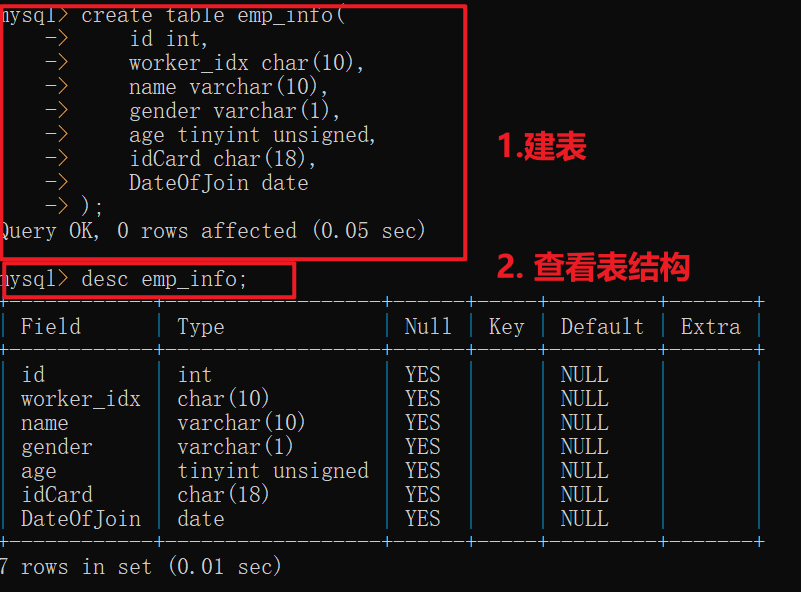 mysql> create table emp_info(
    ->     id int,
    ->     worker_idx char(10),
    ->     name varchar(10),
    ->     gender varchar(1),
    ->     age tinyint unsigned,
    ->     idCard char(18),
    ->     DateOfJoin date
    -> );
Query OK, 0 rows affected (0.05 sec)
1.建表
mysql> desc emp_info;
2. 查看表结构
+------------+------------------+------+-----+---------+-------+
| Field | Type | Null | Key | Default | Extra |
+------------+------------------+------+-----+---------+-------+
| id | int | YES | | NULL | |
| worker_idx | char(10) | YES | | NULL | |
| name | varchar(10) | YES | | NULL | |
| gender | varchar(1) | YES | | NULL | |
| age | tinyint unsigned | YES | | NULL | |
| idCard | char(18) | YES | | NULL | |
| DateOfJoin | date | YES | | NULL | |
+------------+------------------+------+-----+---------+-------+
7 rows in set (0.01 sec)